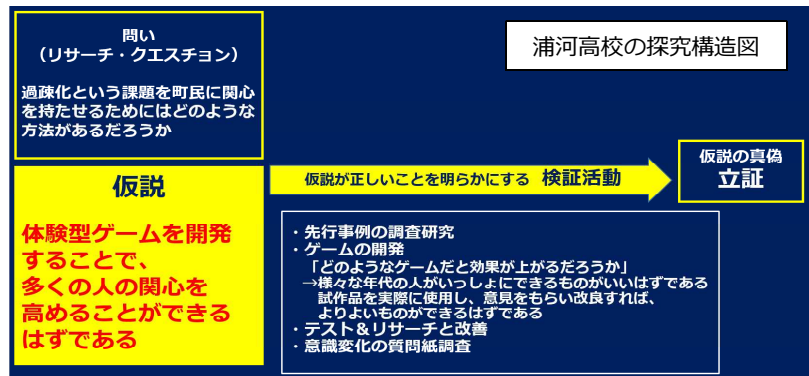 問い
（リサーチ・クエスチョン）
過疎化という課題を町民に関心
を持たせるためにはどのような
方法があるだろうか
浦河高校の探究構造図
仮説
体験型ゲームを開発
することで、
多くの人の関心を
高めることができる
はずである
仮説が正しいことを明らかにする 検証活動
仮説の真偽
立証
・先行事例の調査研究
・ゲームの開発
「どのようなゲームだと効果が上がるだろうか」
→様々な年代の人がいっしょにできるものがいいはずである
試作品を実際に使用し、意見をもらい改良すれば、
よりよいものができるはずである
・テスト＆リサーチと改善
・意識変化の質問紙調査